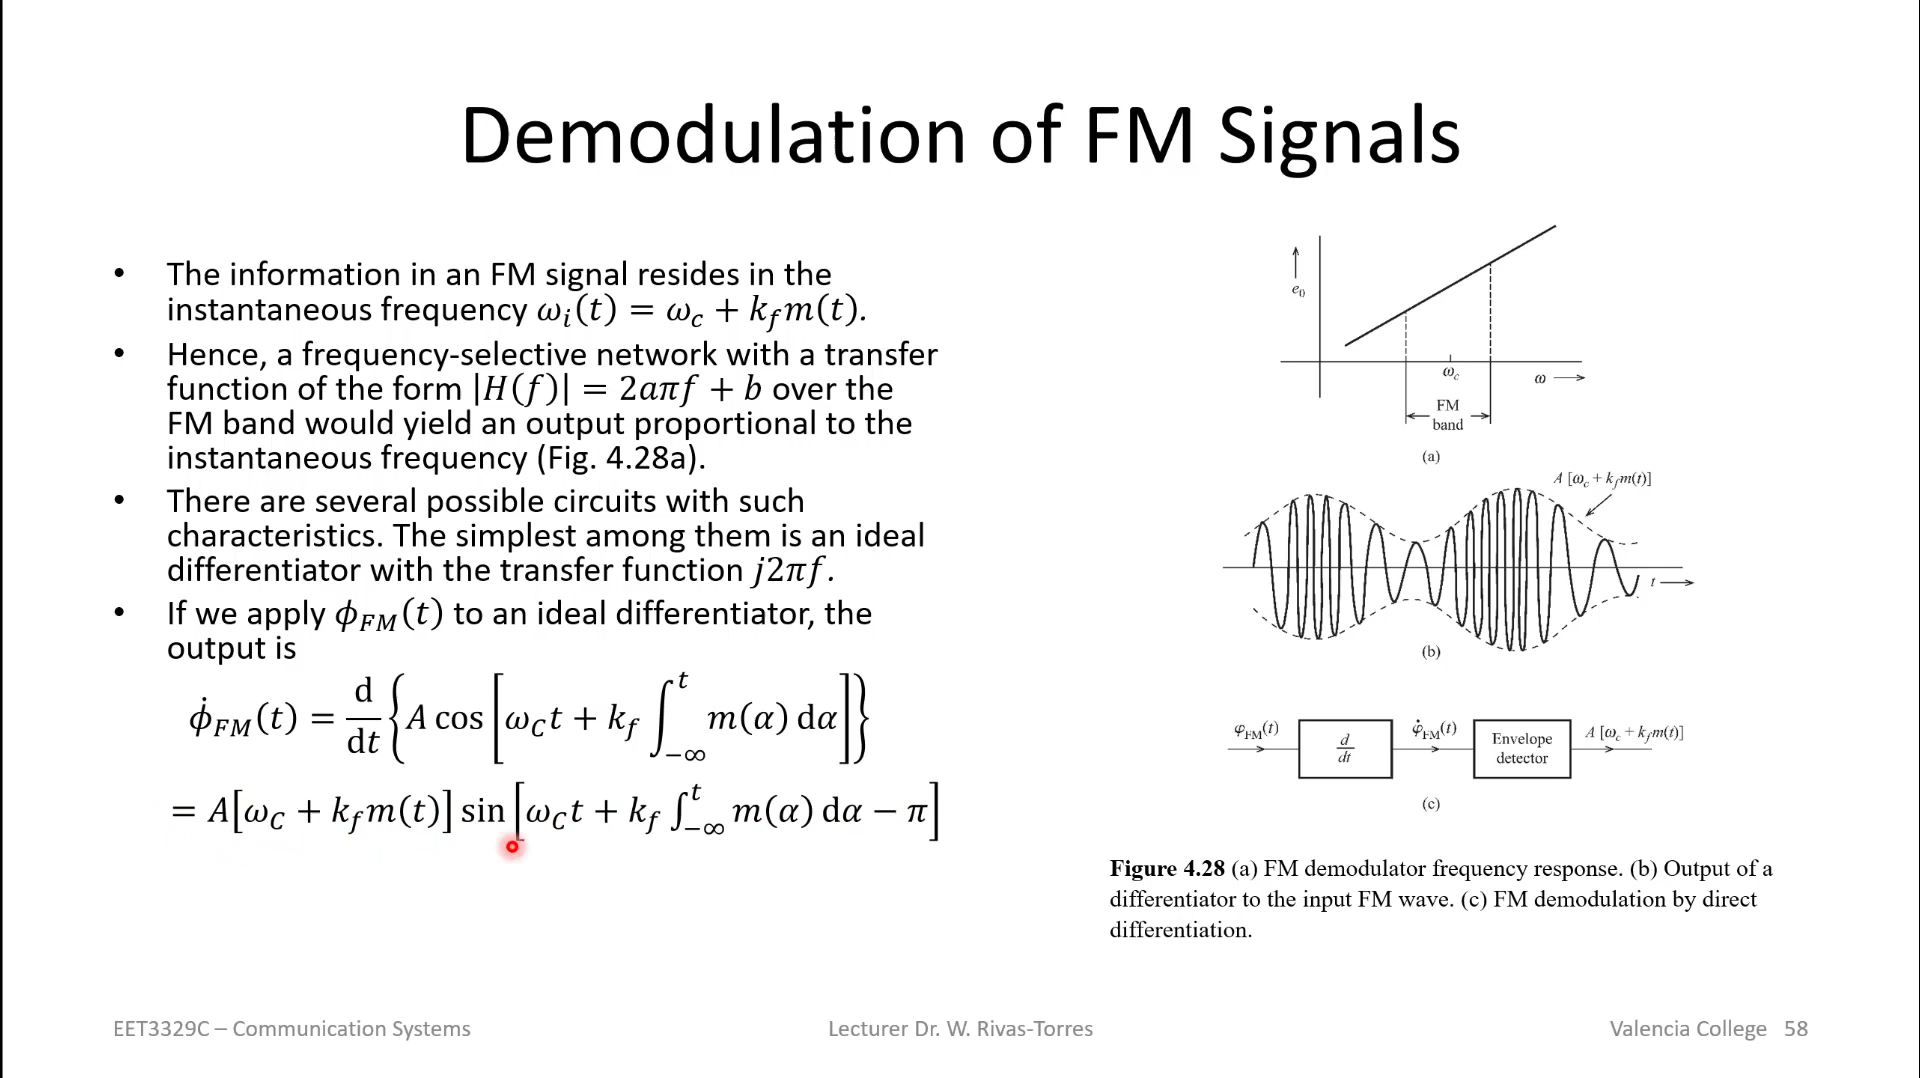 Demodulation of FM Signals
• The information in an FM signal resides in the
instantaneous frequency ωᵢ(t) = ω_c + k_f m(t).
• Hence, a frequency-selective network with a transfer
function of the form |H(f)| = 2aπf + b over the
FM band would yield an output proportional to the
instantaneous frequency (Fig. 4.28a).
• There are several possible circuits with such
characteristics. The simplest among them is an ideal
differentiator with the transfer function j2πf.
• If we apply ϕ_FM(t) to an ideal differentiator, the
output is
ϕ̇_FM(t) = d/dt {A cos [ω_C t + k_f ∫_{−∞}^{t} m(α) dα]}
= A[ω_C + k_f m(t)] sin [ω_C t + k_f ∫_{−∞}^{t} m(α) dα − π]
e₀
ω_c
ω
FM
band
(a)
A [ω_c + k_f m(t)]
t
(b)
φ_FM(t)
d/dt
φ̇_FM(t)
Envelope
detector
A [ω_c + k_f m(t)]
(c)
Figure 4.28 (a) FM demodulator frequency response. (b) Output of a
differentiator to the input FM wave. (c) FM demodulation by direct
differentiation.
EET3329C – Communication Systems
Lecturer Dr. W. Rivas-Torres
Valencia College 58